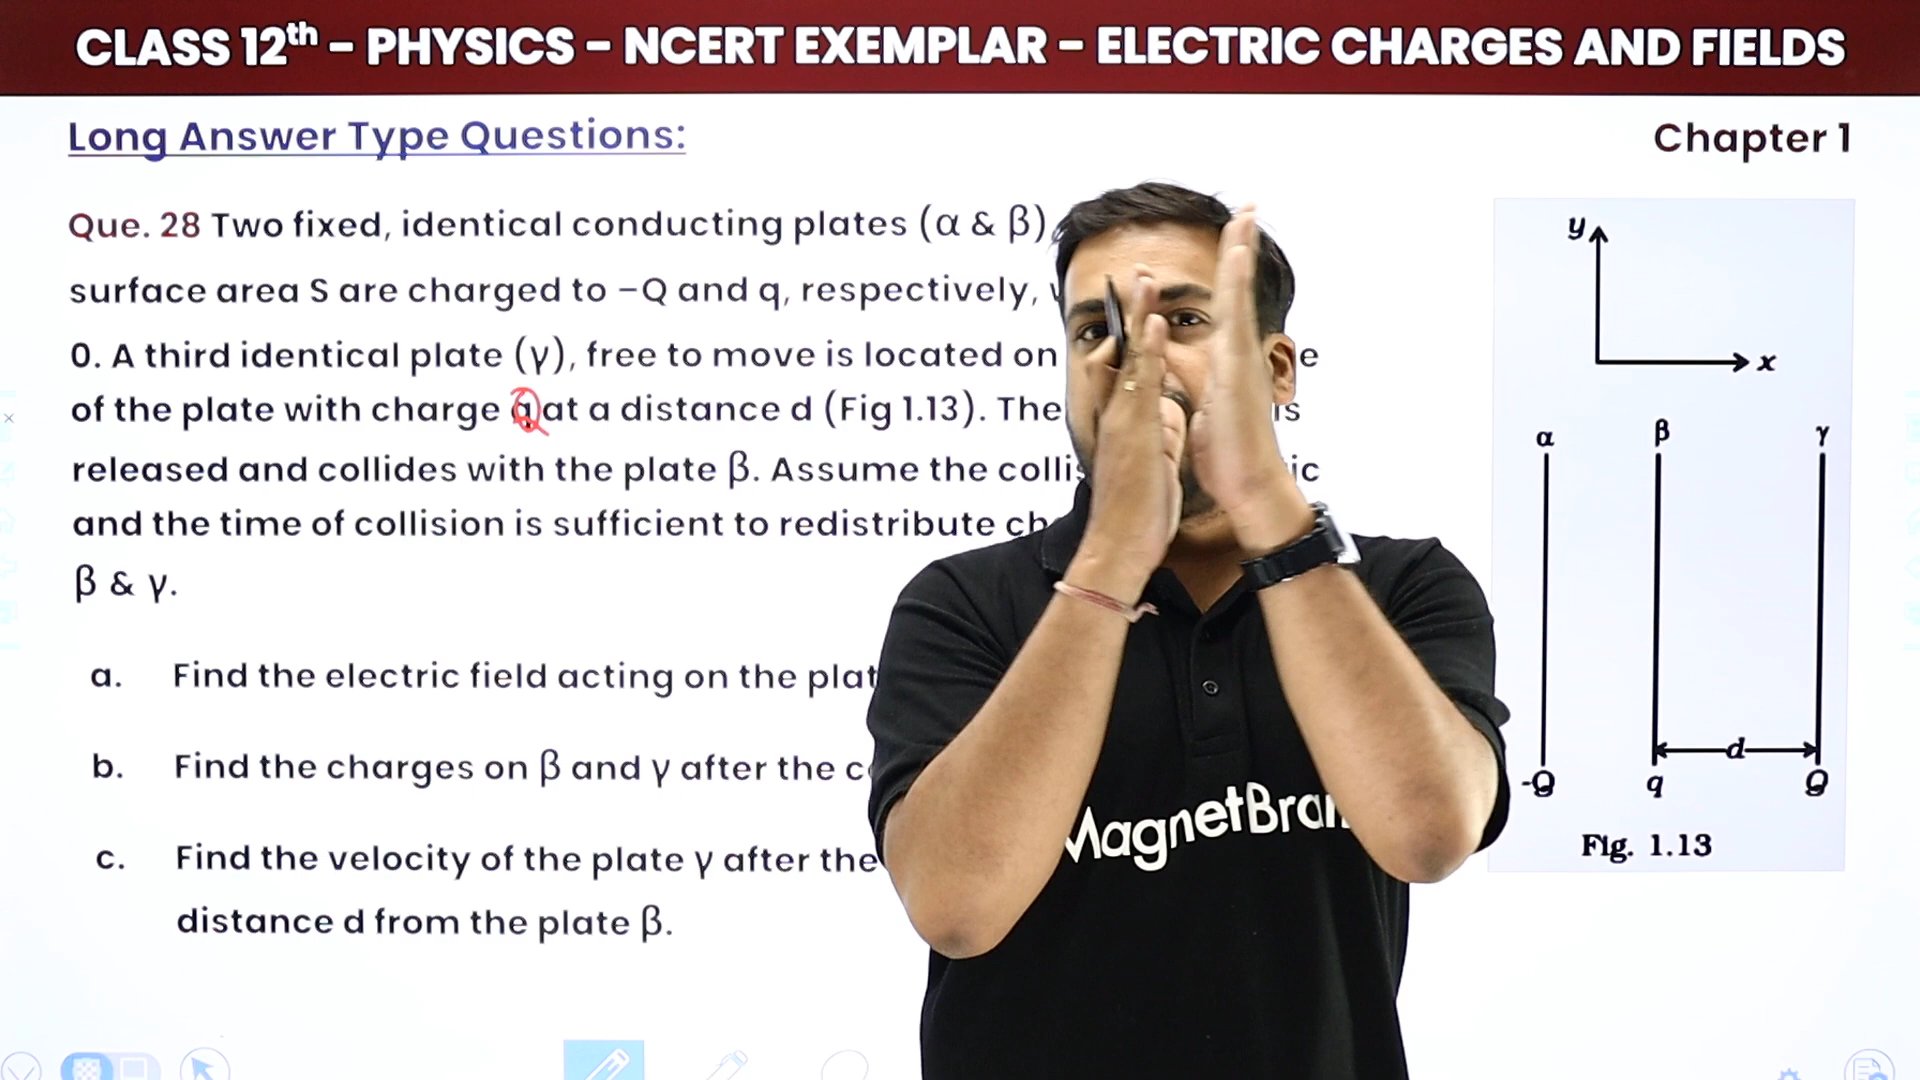 CLASS 12th – PHYSICS – NCERT EXEMPLAR – ELECTRIC CHARGES AND FIELDS
Long Answer Type Questions:
Chapter 1
Que. 28 Two fixed, identical conducting plates (α & β),
surface area S are charged to –Q and q, respectively,
0. A third identical plate (γ), free to move is located on
of the plate with charge q at a distance d (Fig 1.13). The
released and collides with the plate β. Assume the
and the time of collision is sufficient to redistribute
β & γ.
a. Find the electric field acting on the
b. Find the charges on β and γ after the
c. Find the velocity of the plate γ after the
distance d from the plate β.
y
x
α β γ
d
-Q q Q
Fig. 1.13